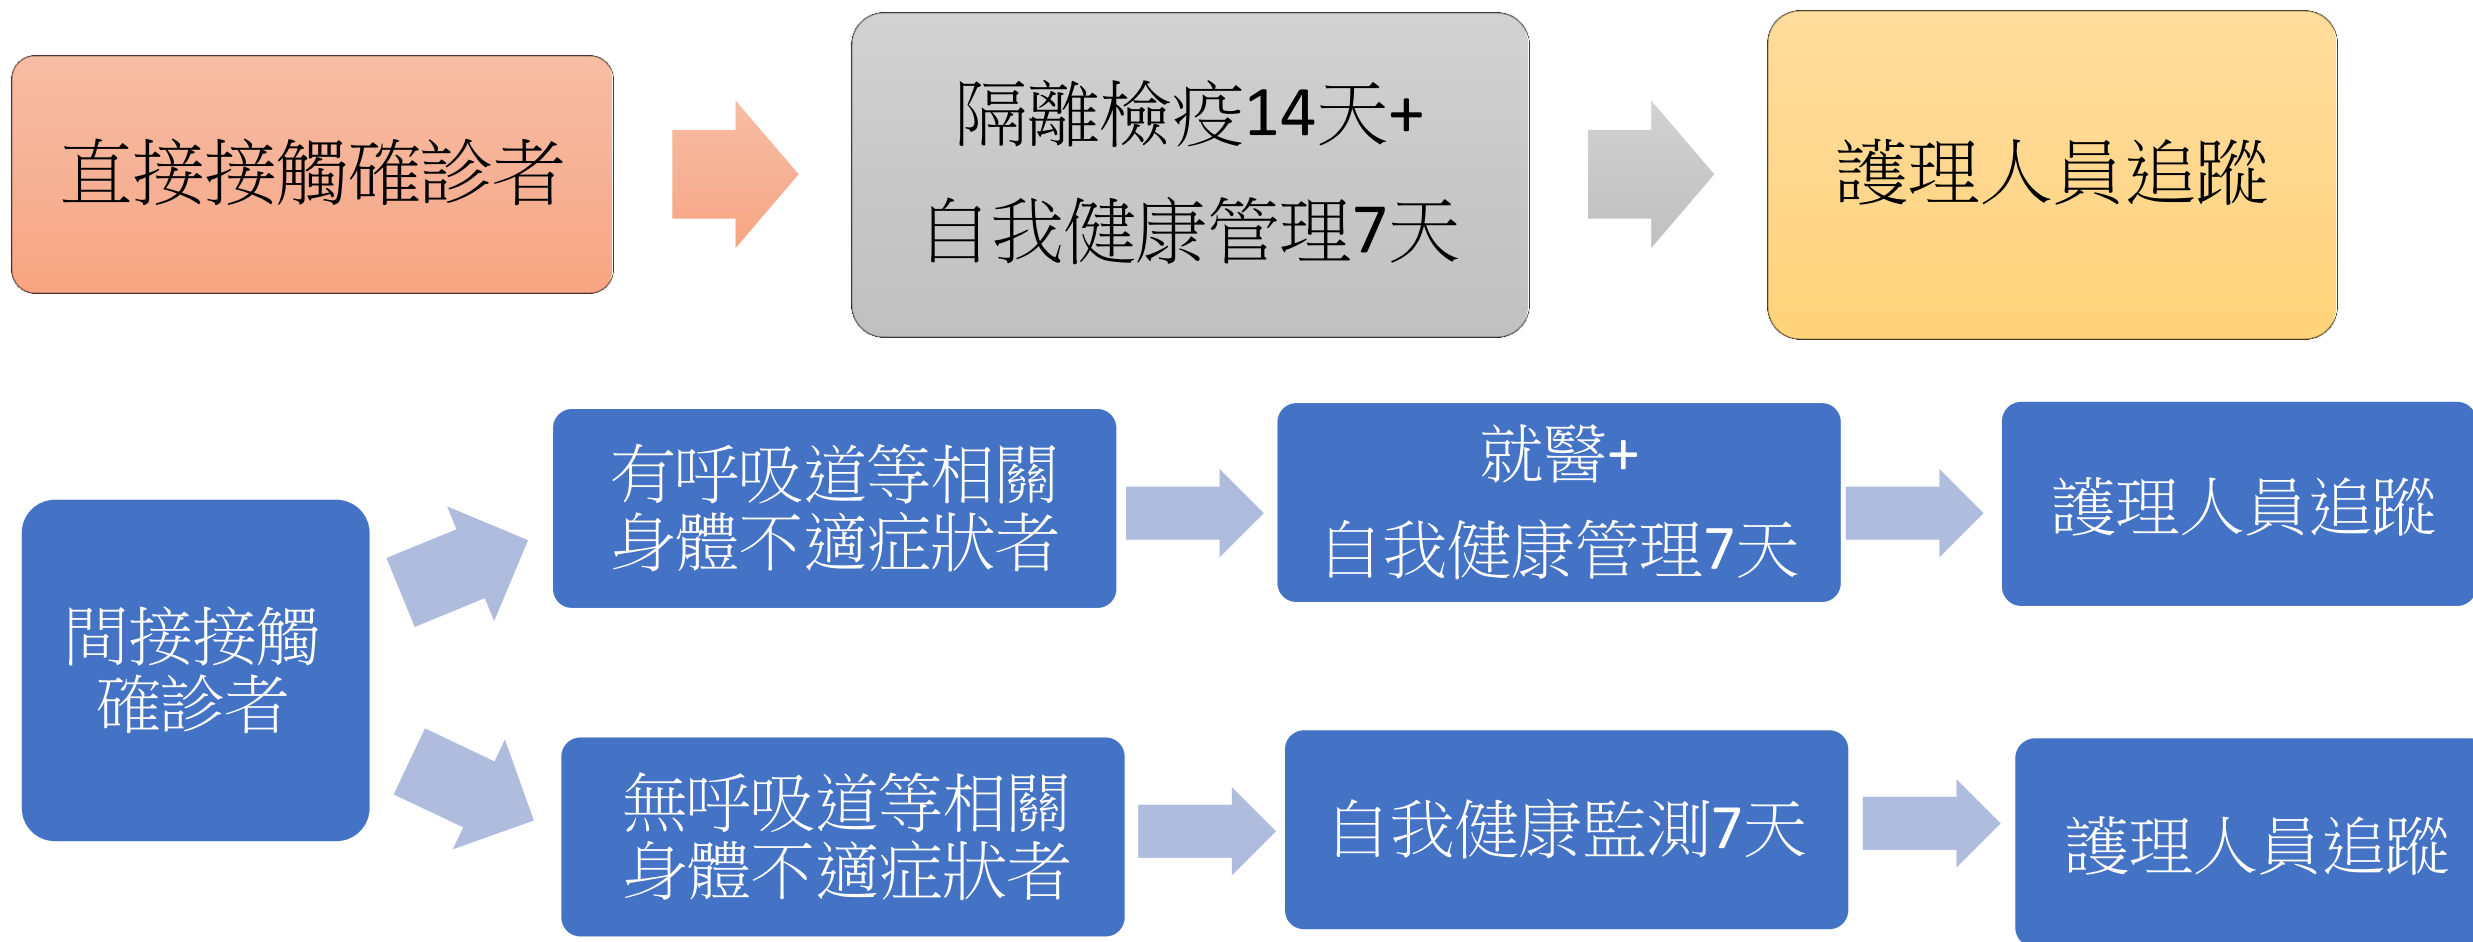 直接接觸確診者
隔離檢疫14天+
自我健康管理7天
護理人員追蹤
間接接觸
確診者
有呼吸道等相關
身體不適症狀者
就醫+
自我健康管理7天
護理人員追蹤
無呼吸道等相關
身體不適症狀者
自我健康監測7天
護理人員追蹤